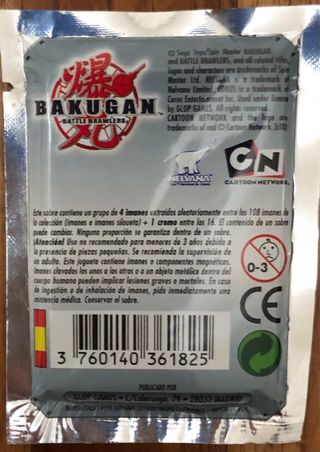 爆
BAKUGAN
BATTLE BRAWLERS
© Sega Toys/Spin Master BAKUGAN
and BATTLE BRAWLERS, and all related titles,
logos and characters are trademarks of Spin
Master Ltd. NELVANA is a trademark of
Nelvana Limited. CORUS is a trademark of
Corus Entertainment Inc. Used under license
by GLOP GAMES. All rights reserved.
CARTOON NETWORK and the logo are
trademarks of and © Cartoon Network. (s10)
NELVANA
CN
CARTOON NETWORK
Este sobre contiene un grupo de 4 imanes extraídos aleatoriamente entre los 108 imanes de
la colección (imanes e imanes silueta) + 1 cromo entre los 16. El contenido de un sobre
puede cambiar. Ninguna proporción se garantiza dentro de un sobre.
¡Atención! Uso no recomendado para menores de 3 años debido a
la presencia de piezas pequeñas. Se recomienda la supervisión de un
adulto. Este juguete contiene imanes o componentes magnéticos.
Imanes clavados los unos a los otros o a un objeto metálico dentro del
cuerpo humano pueden implicar lesiones graves o mortales. En caso
de ingestión o de inhalación de imanes, pida inmediatamente una
asistencia médica. Conservar el sobre.
0-3
CE
3 760140 361825
PUBLICADO POR
GLOP GAMES • C/Caleruega, 79 - 28033 MADRID